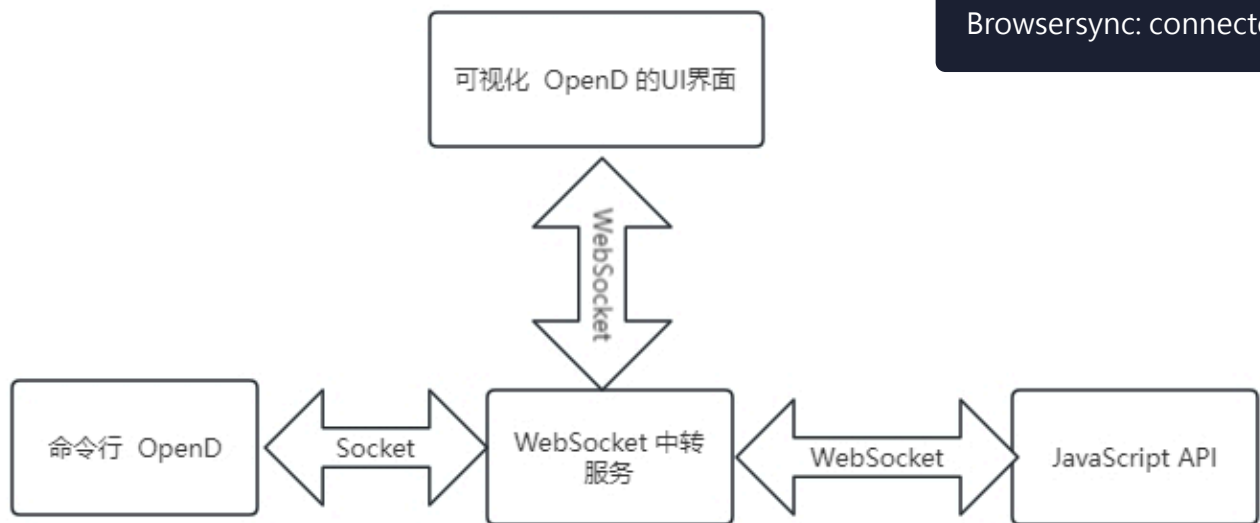 Browsersync: connecte
可视化 OpenD 的UI界面
WebSocket
命令行 OpenD
Socket
WebSocket 中转
服务
WebSocket
JavaScript API